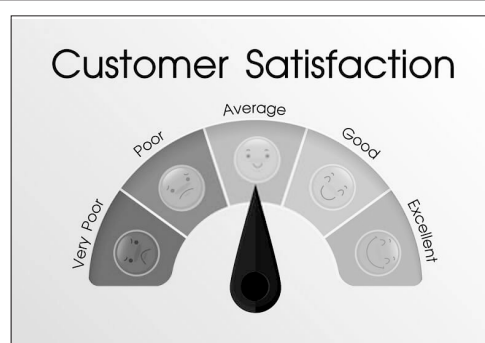 Customer Satisfaction
Very Poor
Poor
Average
Good
Excellent